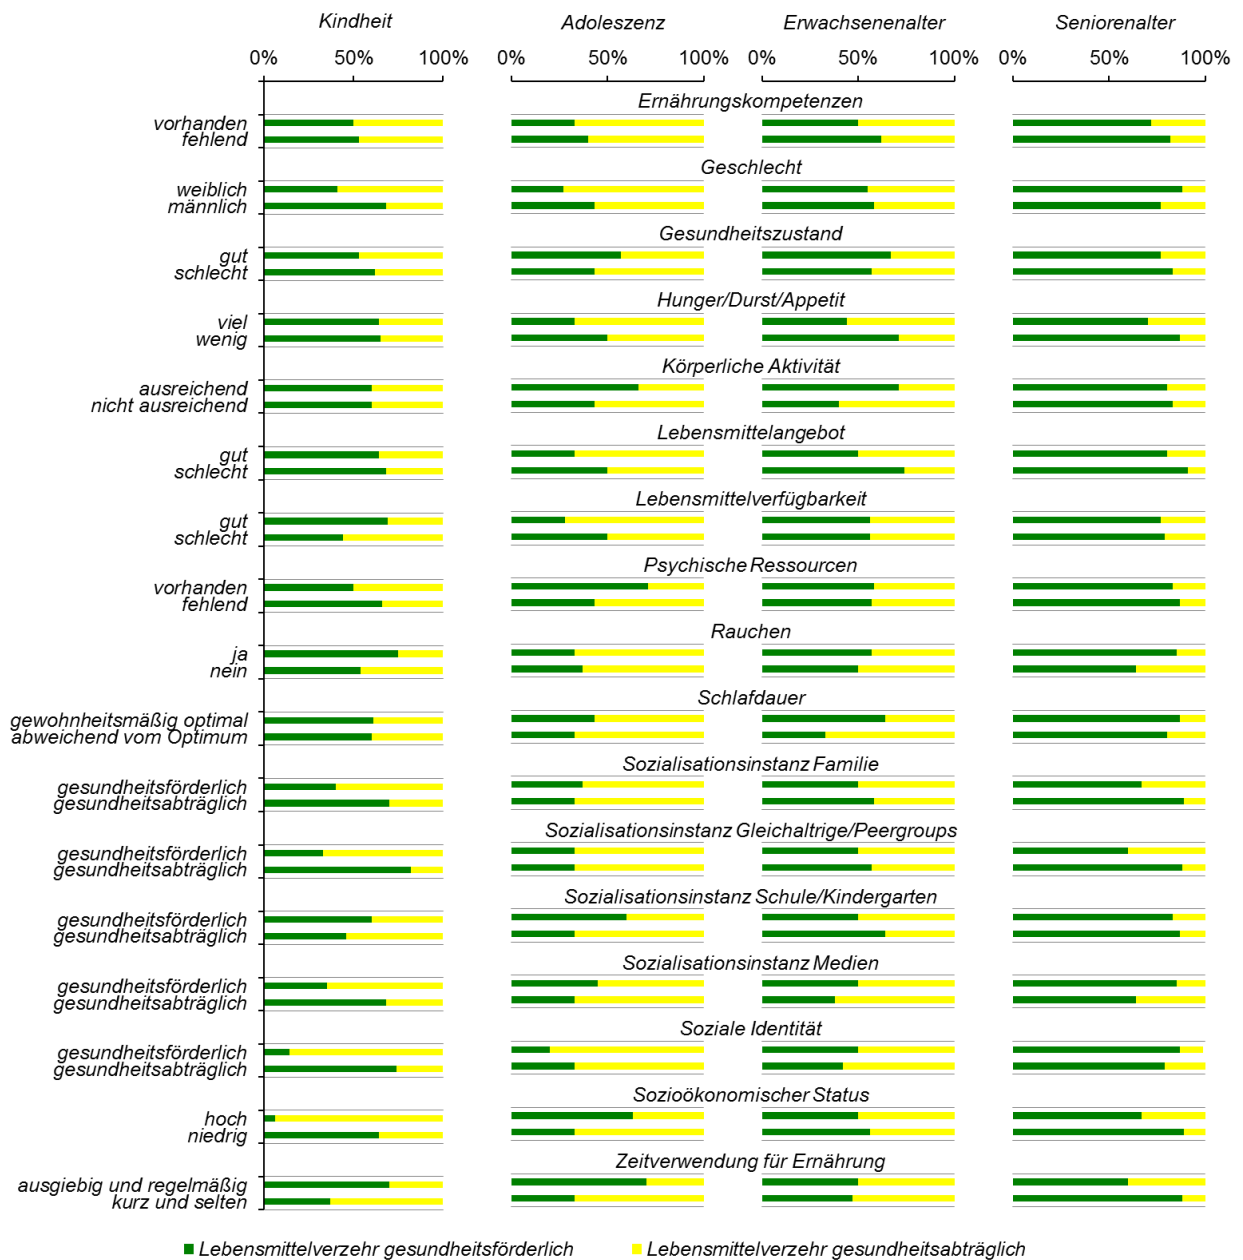 Kindheit Adoleszenz Erwachsenenalter Seniorenalter
0% 50% 100% 0% 50% 100% 0% 50% 100% 0% 50% 100%
Ernährungskompetenzen
vorhanden
fehlend
Geschlecht
weiblich
männlich
Gesundheitszustand
gut
schlecht
Hunger/Durst/Appetit
viel
wenig
Körperliche Aktivität
ausreichend
nicht ausreichend
Lebensmittelangebot
gut
schlecht
Lebensmittelverfügbarkeit
gut
schlecht
Psychische Ressourcen
vorhanden
fehlend
Rauchen
ja
nein
Schlafdauer
gewohnheitsmäßig optimal
abweichend vom Optimum
Sozialisationsinstanz Familie
gesundheitsförderlich
gesundheitsabträglich
Sozialisationsinstanz Gleichaltrige/Peergroups
gesundheitsförderlich
gesundheitsabträglich
Sozialisationsinstanz Schule/Kindergarten
gesundheitsförderlich
gesundheitsabträglich
Sozialisationsinstanz Medien
gesundheitsförderlich
gesundheitsabträglich
Soziale Identität
gesundheitsförderlich
gesundheitsabträglich
Sozioökonomischer Status
hoch
niedrig
Zeitverwendung für Ernährung
ausgiebig und regelmäßig
kurz und selten
Lebensmittelverzehr gesundheitsförderlich Lebensmittelverzehr gesundheitsabträglich